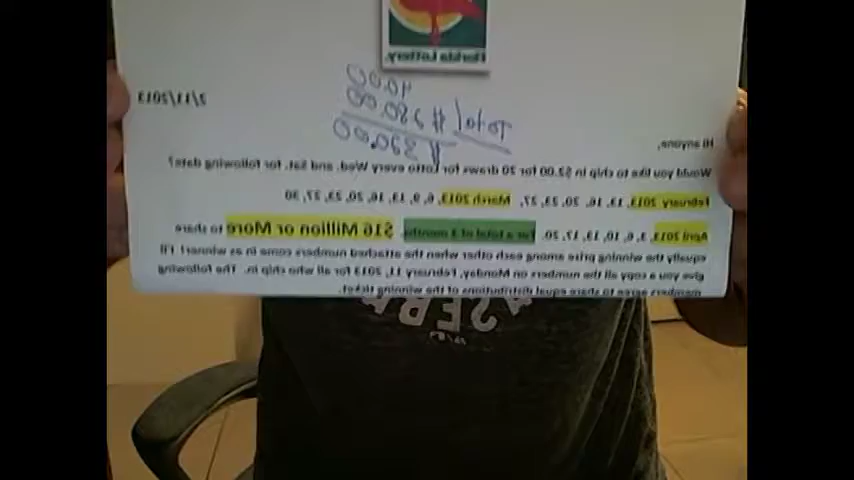 Florida Lottery.
40.00
2/11/2013
Total $ 280.00
$ 320.00
Hi anyone,
Would you like to chip in $2.00 for 20 draws for Lotto every Wed. and Sat. for following date?
February 2013, 13, 16, 20, 23, 27, March 2013, 6, 9, 13, 16, 20, 23, 27, 30
April 2013, 3, 6, 10, 13, 17, 20. For a total of 3 months. $16 Million or More to share
equally the winning prize among each other when the attached numbers come in as winner! I'll
give you a copy all the numbers on Monday, February 11, 2013 for all who chip in. The following
members agree to share equal distributions of the winning ticket.